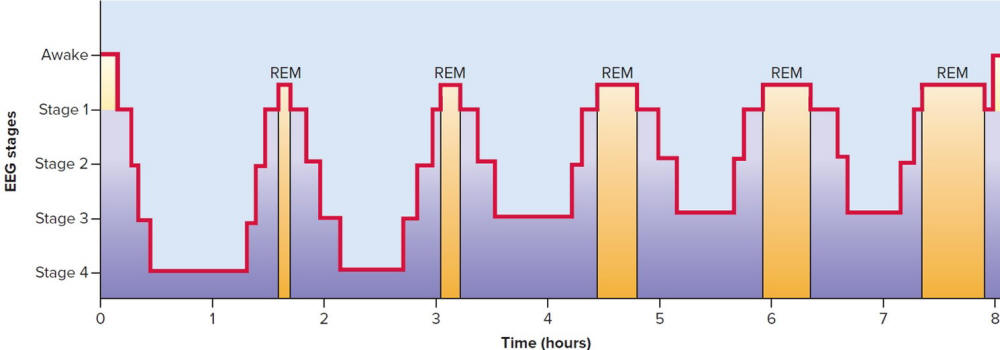 Awake
REM REM REM REM REM
Stage 1
Stage 2
EEG stages
Stage 3
Stage 4
0 1 2 3 4 5 6 7 8
Time (hours)